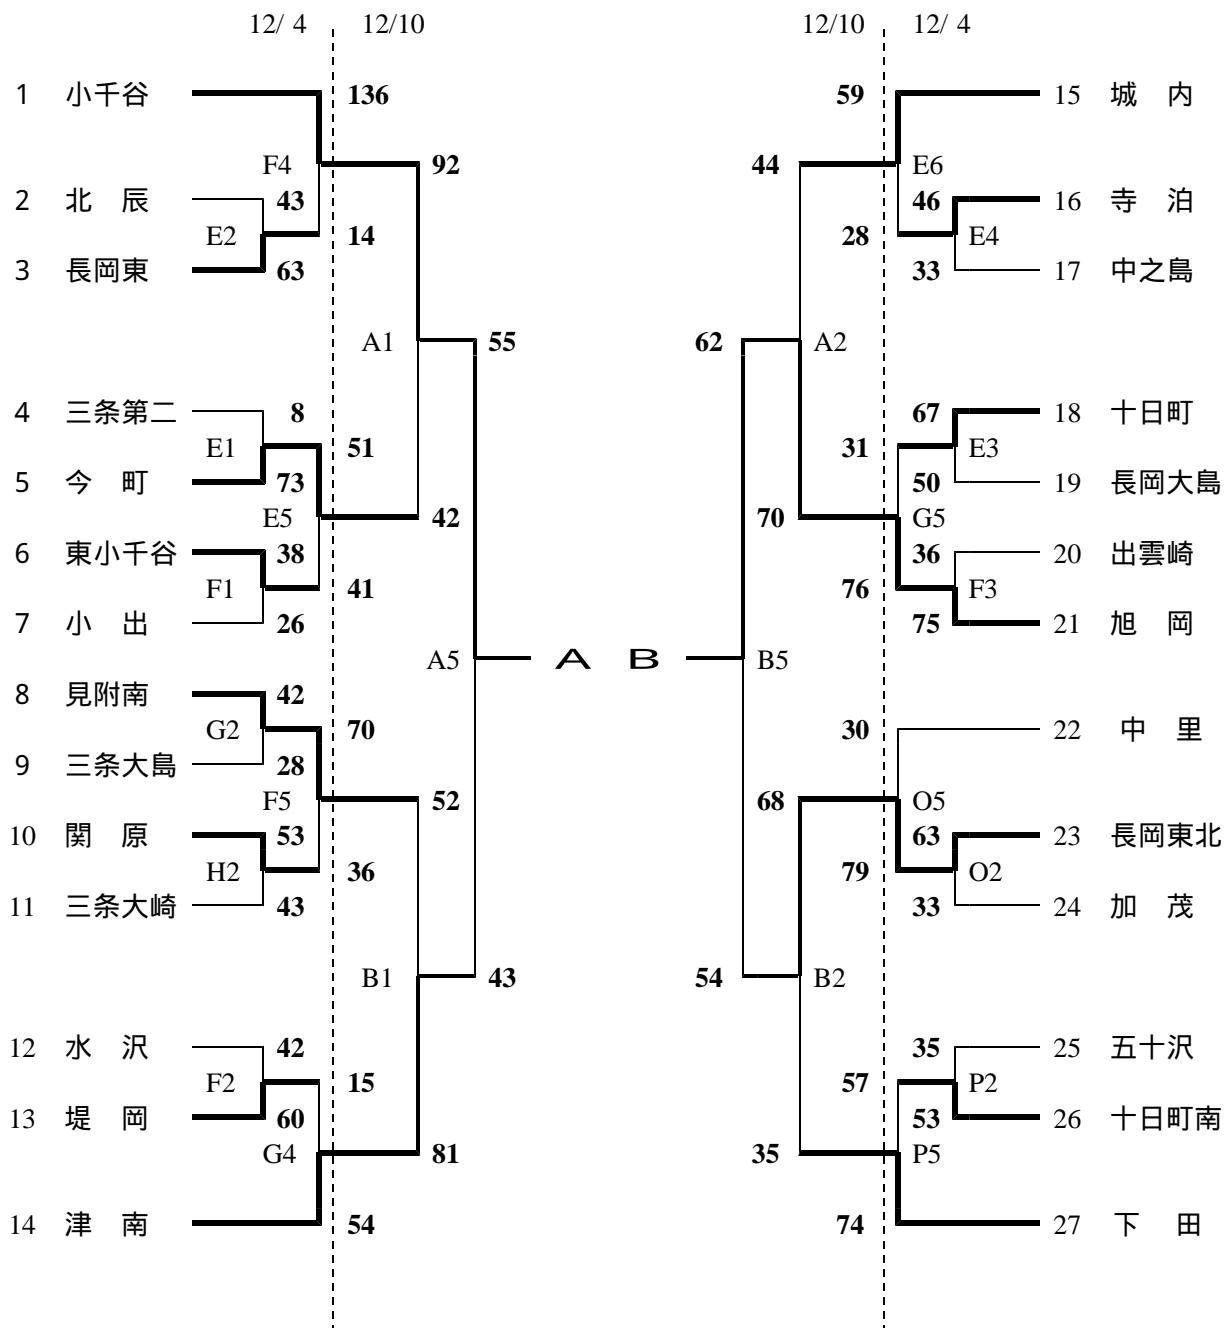 12/ 4 12/10 12/10 12/ 4
1 小千谷 136 59 15 城 内
F4 92 44 E6
2 北 辰 43 46 16 寺 泊
E2 14 28 E4
3 長岡東 63 33 17 中之島
A1 55 62 A2
4 三条第二 8 67 18 十日町
E1 51 31 E3
5 今 町 73 50 19 長岡大島
E5 42 70 G5
6 東小千谷 38 36 20 出雲崎
F1 41 76 F3
7 小 出 26 75 21 旭 岡
A5 A B B5
8 見附南 42
G2 70 30 22 中 里
9 三条大島 28
F5 52 68 O5
10 関 原 53 63 23 長岡東北
H2 36 79 O2
11 三条大崎 43 33 24 加 茂
B1 43 54 B2
12 水 沢 42 35 25 五十沢
F2 15 57 P2
13 堤 岡 60 53 26 十日町南
G4 81 35 P5
14 津 南 54 74 27 下 田